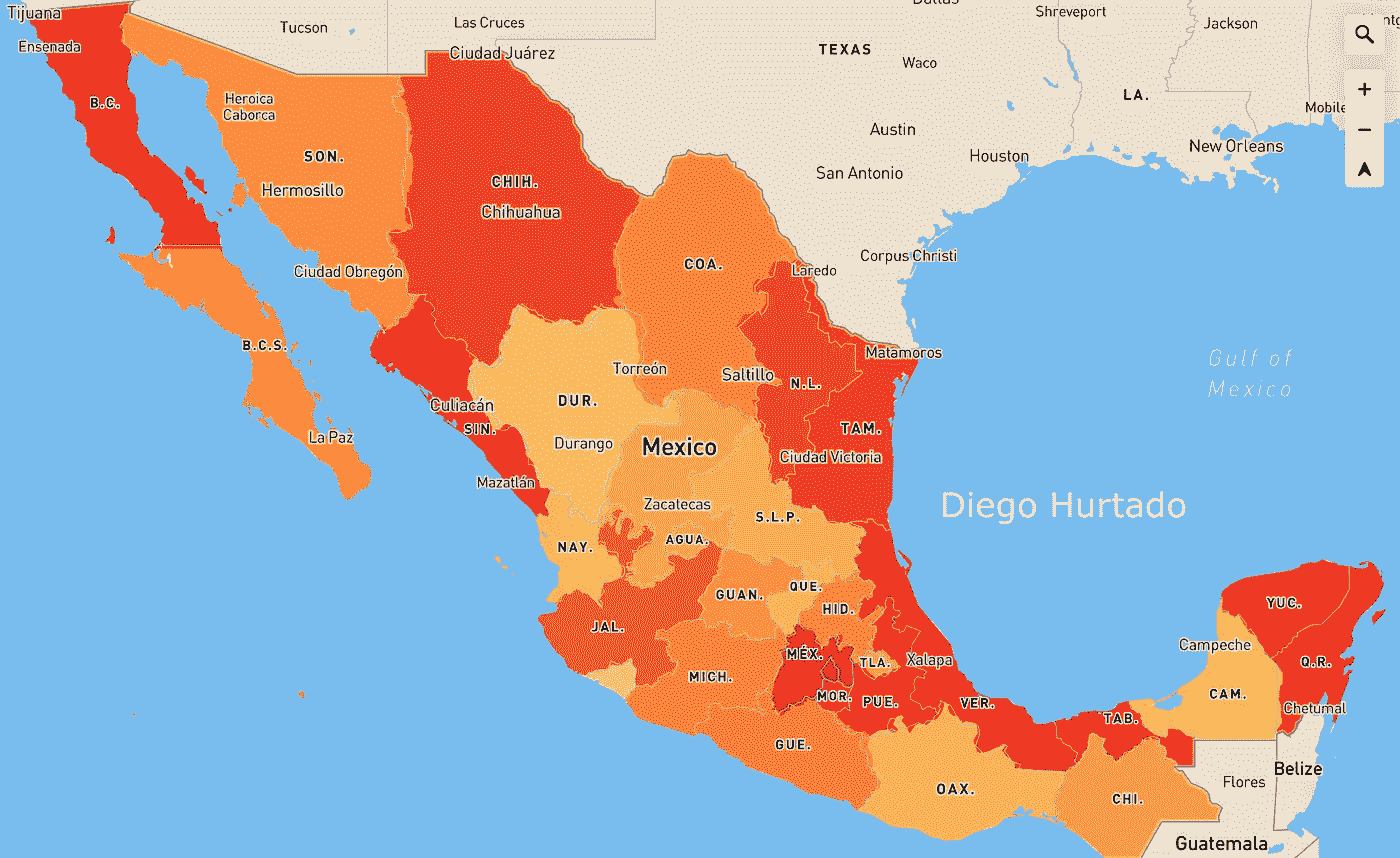 Dallas
Tijuana
Las Cruces
Shreveport
Jackson
Tucson
Ensenada
Ciudad Juárez
TEXAS
Waco
B.C.
Heroica
Caborca
LA.
Mobile
Austin
SON.
Houston
New Orleans
San Antonio
CHIH.
Hermosillo
Chihuahua
Corpus Christi
COA.
Laredo
Ciudad Obregón
B.C.S.
Matamoros
Gulf of
Mexico
Torreón
Saltillo
N.L.
DUR.
Culiacán
SIN.
TAM.
La Paz
Durango
Mexico
Ciudad Victoria
Mazatlán
Zacatecas
S.L.P.
Diego Hurtado
NAY.
AGUA.
QUE.
GUAN.
HID.
YUC.
JAL.
Campeche
MÉX.
TLA.
Xalapa
Q.R.
MICH.
MOR.
PUE.
VER.
CAM.
Chetumal
TAB.
GUE.
Belize
Flores
OAX.
CHI.
Guatemala